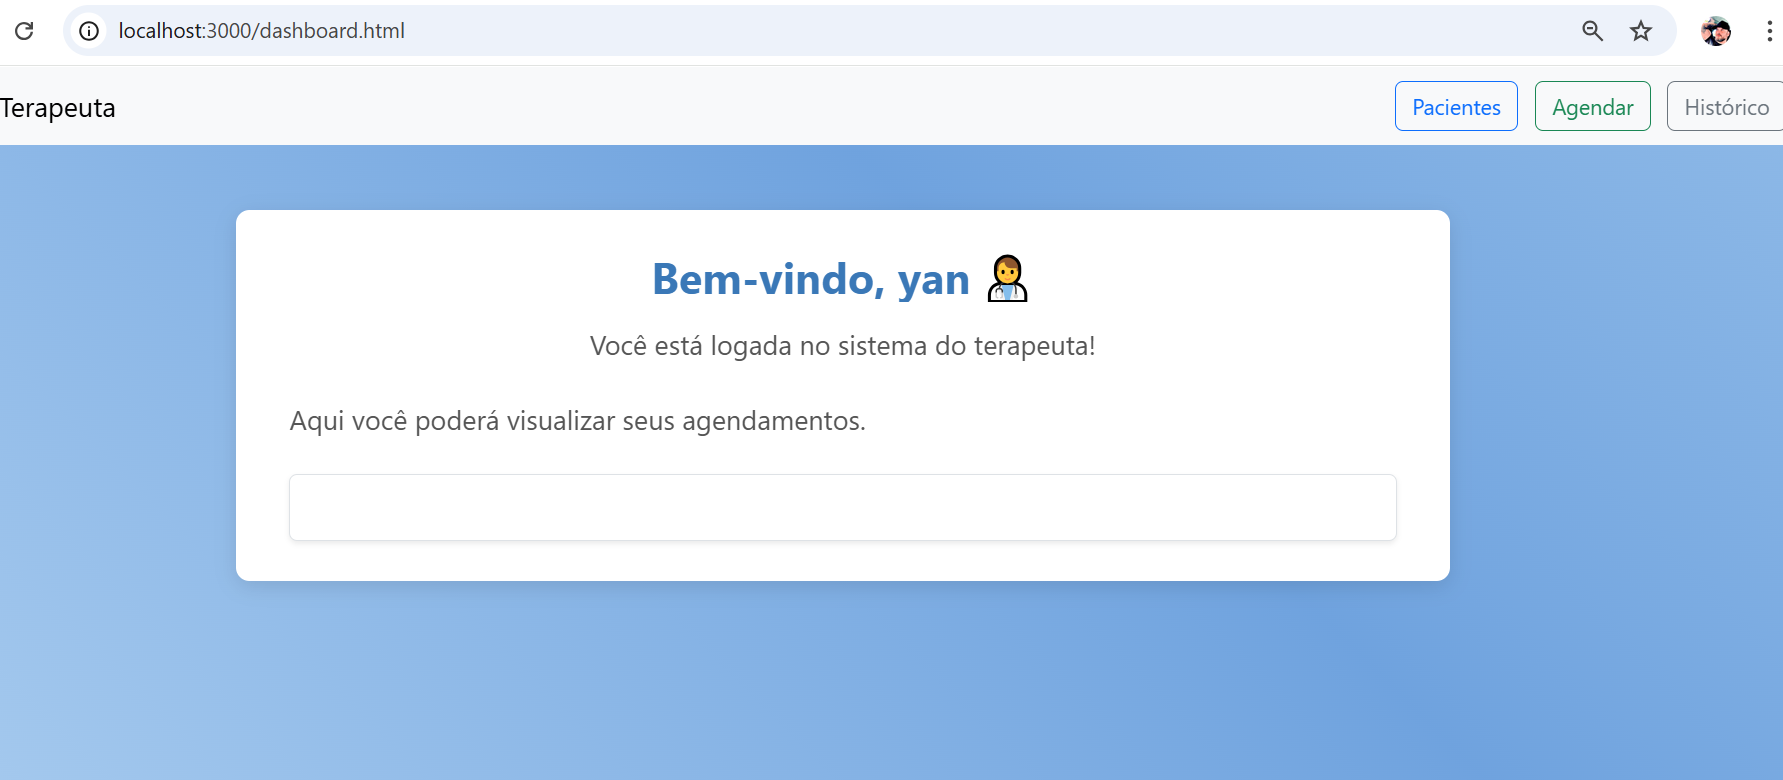 localhost:3000/dashboard.html
Terapeuta
Pacientes
Agendar
Histórico
Bem-vindo, yan 👩‍⚕️
Você está logada no sistema do terapeuta!
Aqui você poderá visualizar seus agendamentos.